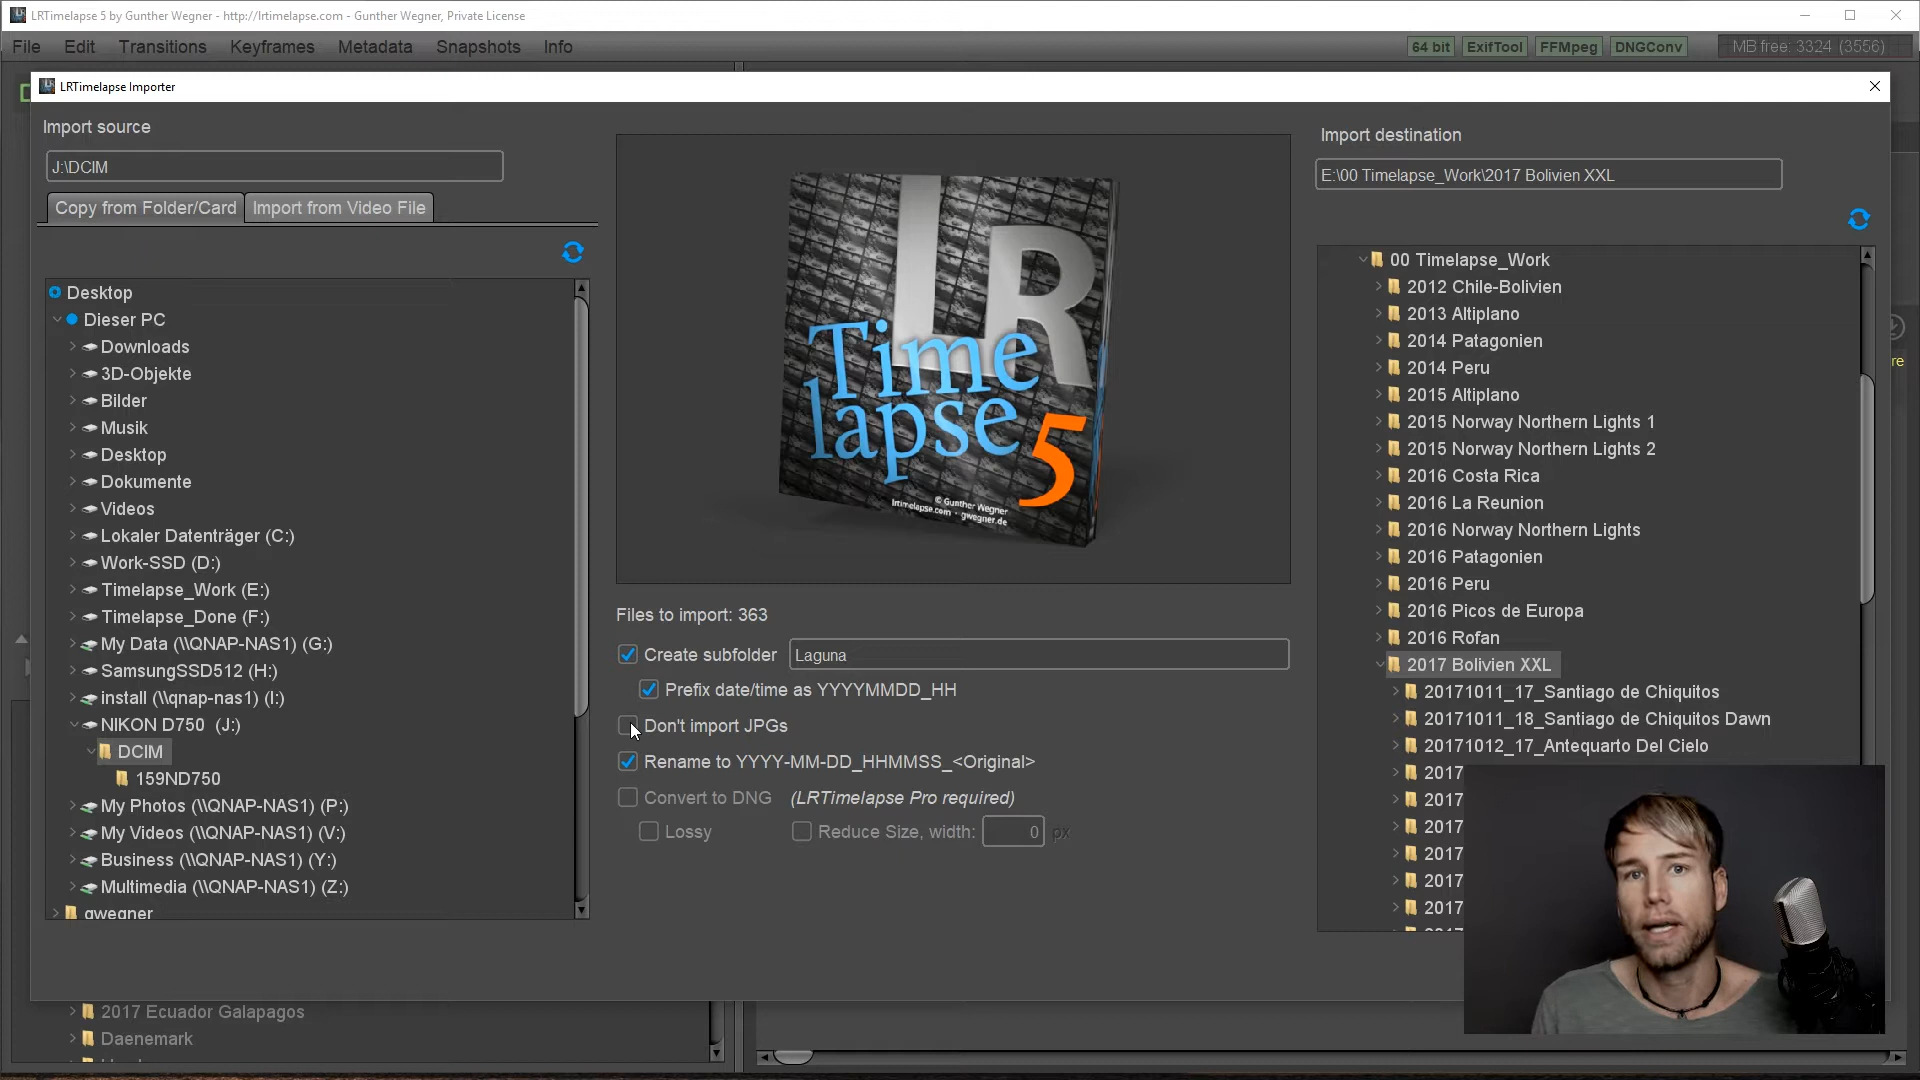 LRTimelapse 5 by Gunther Wegner - http://lrtimelapse.com - Gunther Wegner, Private License
File Edit Transitions Keyframes Metadata Snapshots Info
64 bit ExifTool FFMpeg DNGConv MB free: 3324 (3556)
LRTimelapse Importer
Import source
J:\DCIM
Copy from Folder/Card Import from Video File
Desktop
Dieser PC
Downloads
3D-Objekte
Bilder
Musik
Desktop
Dokumente
Videos
Lokaler Datenträger (C:)
Work-SSD (D:)
Timelapse_Work (E:)
Timelapse_Done (F:)
My Data (\\QNAP-NAS1) (G:)
SamsungSSD512 (H:)
install (\\qnap-nas1) (I:)
NIKON D750 (J:)
DCIM
159ND750
My Photos (\\QNAP-NAS1) (P:)
My Videos (\\QNAP-NAS1) (V:)
Business (\\QNAP-NAS1) (Y:)
Multimedia (\\QNAP-NAS1) (Z:)
gwegner
2017 Ecuador Galapagos
Daenemark
LR
Time
lapse 5
© Gunther Wegner
lrtimelapse.com - gwegner.de
Files to import: 363
Create subfolder Laguna
Prefix date/time as YYYYMMDD_HH
Don't import JPGs
Rename to YYYY-MM-DD_HHMMSS_<Original>
Convert to DNG (LRTimelapse Pro required)
Lossy Reduce Size, width: 0 px
Import destination
E:\00 Timelapse_Work\2017 Bolivien XXL
00 Timelapse_Work
2012 Chile-Bolivien
2013 Altiplano
2014 Patagonien
2014 Peru
2015 Altiplano
2015 Norway Northern Lights 1
2015 Norway Northern Lights 2
2016 Costa Rica
2016 La Reunion
2016 Norway Northern Lights
2016 Patagonien
2016 Peru
2016 Picos de Europa
2016 Rofan
2017 Bolivien XXL
20171011_17_Santiago de Chiquitos
20171011_18_Santiago de Chiquitos Dawn
20171012_17_Antequarto Del Cielo
2017
2017
2017
2017
2017
2017
re